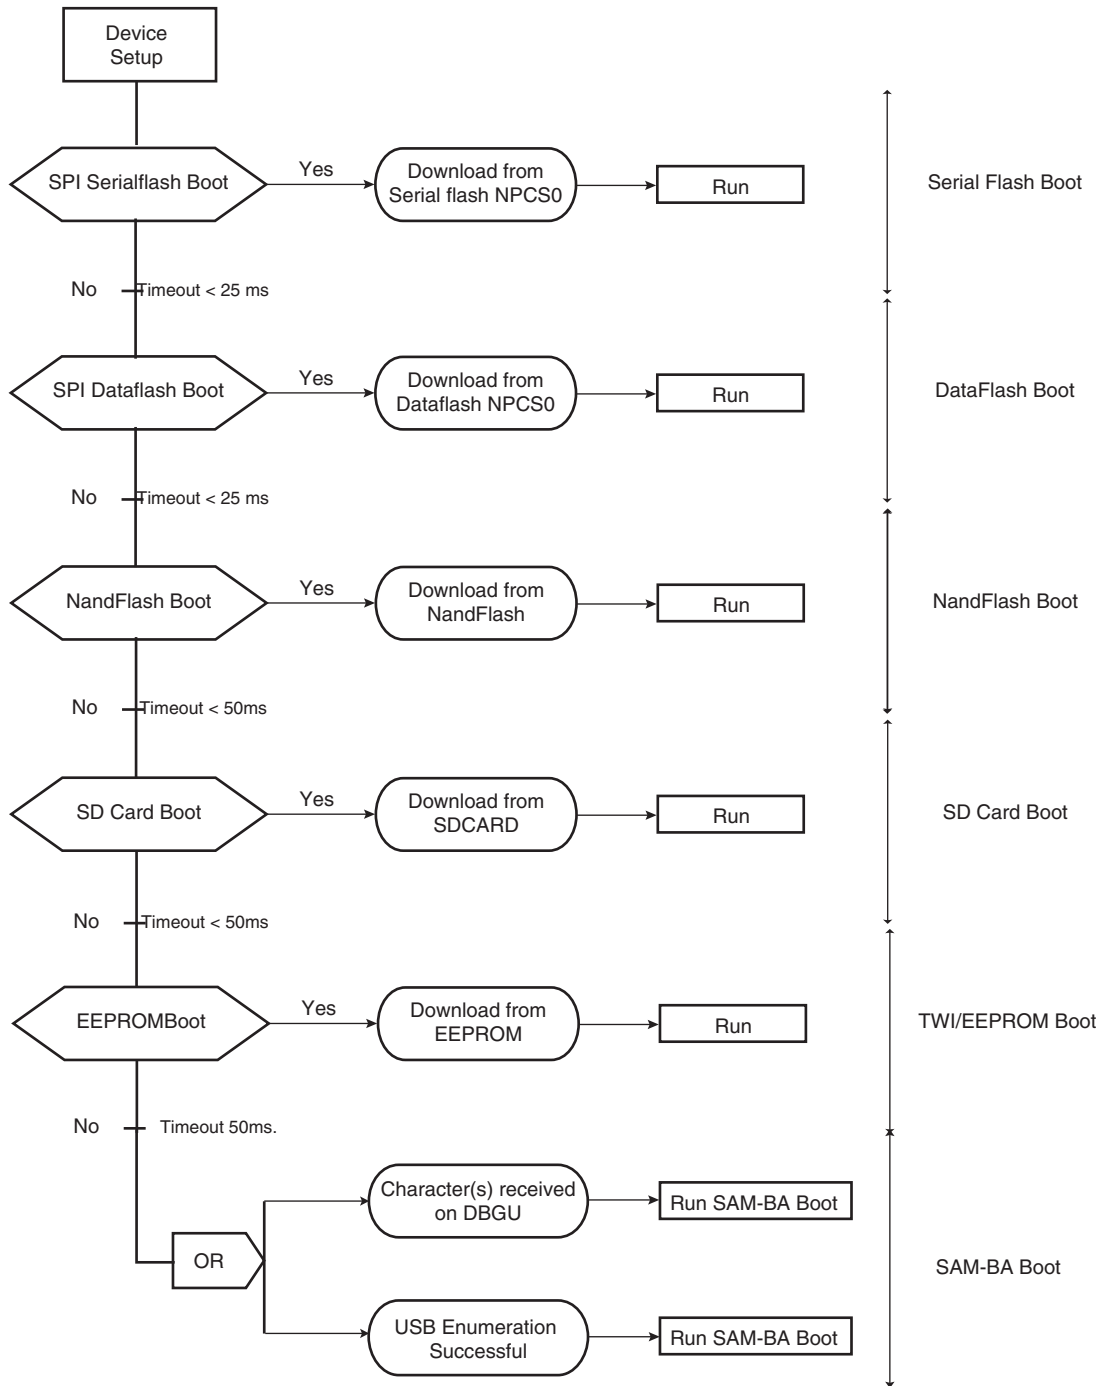 Device
Setup
SPI Serialflash Boot
Yes
Download from
Serial flash NPCS0
Run
Serial Flash Boot
No
Timeout < 25 ms
SPI Dataflash Boot
Yes
Download from
Dataflash NPCS0
Run
DataFlash Boot
No
Timeout < 25 ms
NandFlash Boot
Yes
Download from
NandFlash
Run
NandFlash Boot
No
Timeout < 50ms
SD Card Boot
Yes
Download from
SDCARD
Run
SD Card Boot
No
Timeout < 50ms
EEPROMBoot
Yes
Download from
EEPROM
Run
TWI/EEPROM Boot
No
Timeout 50ms.
Character(s) received
on DBGU
Run SAM-BA Boot
OR
SAM-BA Boot
USB Enumeration
Successful
Run SAM-BA Boot